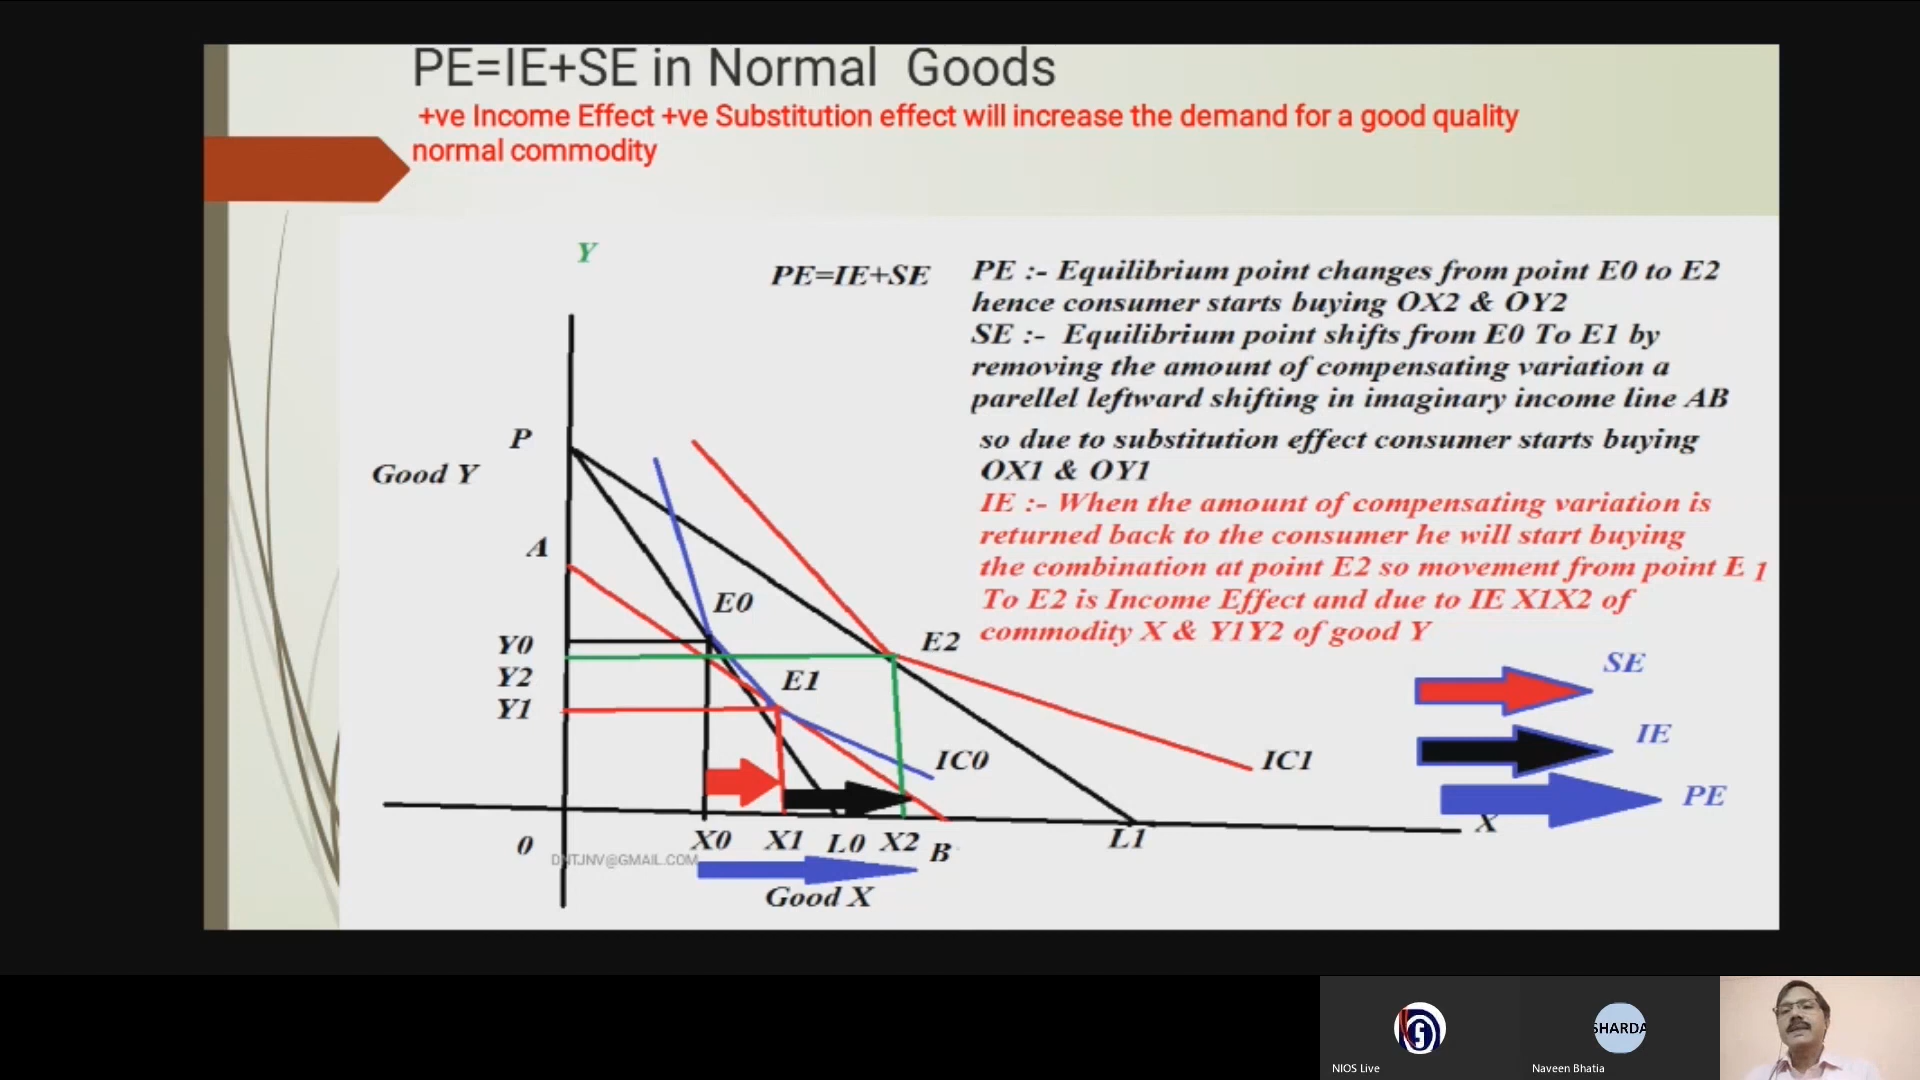 PE=IE+SE in Normal Goods
+ve Income Effect +ve Substitution effect will increase the demand for a good quality
normal commodity
Y
PE=IE+SE
PE :- Equilibrium point changes from point E0 to E2
hence consumer starts buying OX2 & OY2
SE :- Equilibrium point shifts from E0 To E1 by
removing the amount of compensating variation a
parellel leftward shifting in imaginary income line AB
so due to substitution effect consumer starts buying
OX1 & OY1
IE :- When the amount of compensating variation is
returned back to the consumer he will start buying
the combination at point E2 so movement from point E 1
To E2 is Income Effect and due to IE X1X2 of
commodity X & Y1Y2 of good Y
P
Good Y
A
E0
Y0
E2
Y2
E1
Y1
SE
IE
PE
IC0
IC1
X
0
X0
X1
L0
X2
B
L1
DNTJNV@GMAIL.COM
Good X
SHARDA
NIOS Live
Naveen Bhatia